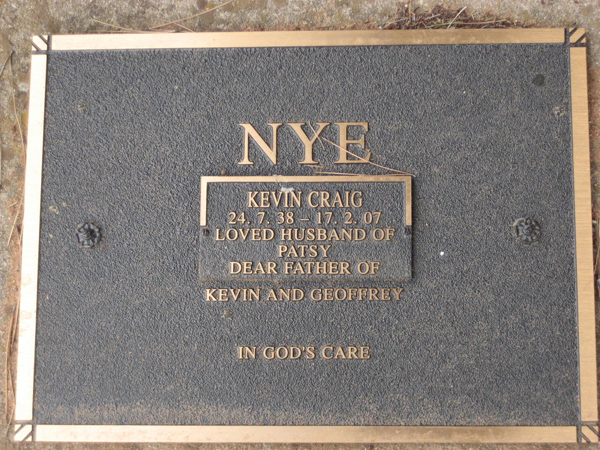 NYE
KEVIN CRAIG
24. 7. 38 – 17. 2. 07
LOVED HUSBAND OF
PATSY
DEAR FATHER OF
KEVIN AND GEOFFREY
IN GOD'S CARE